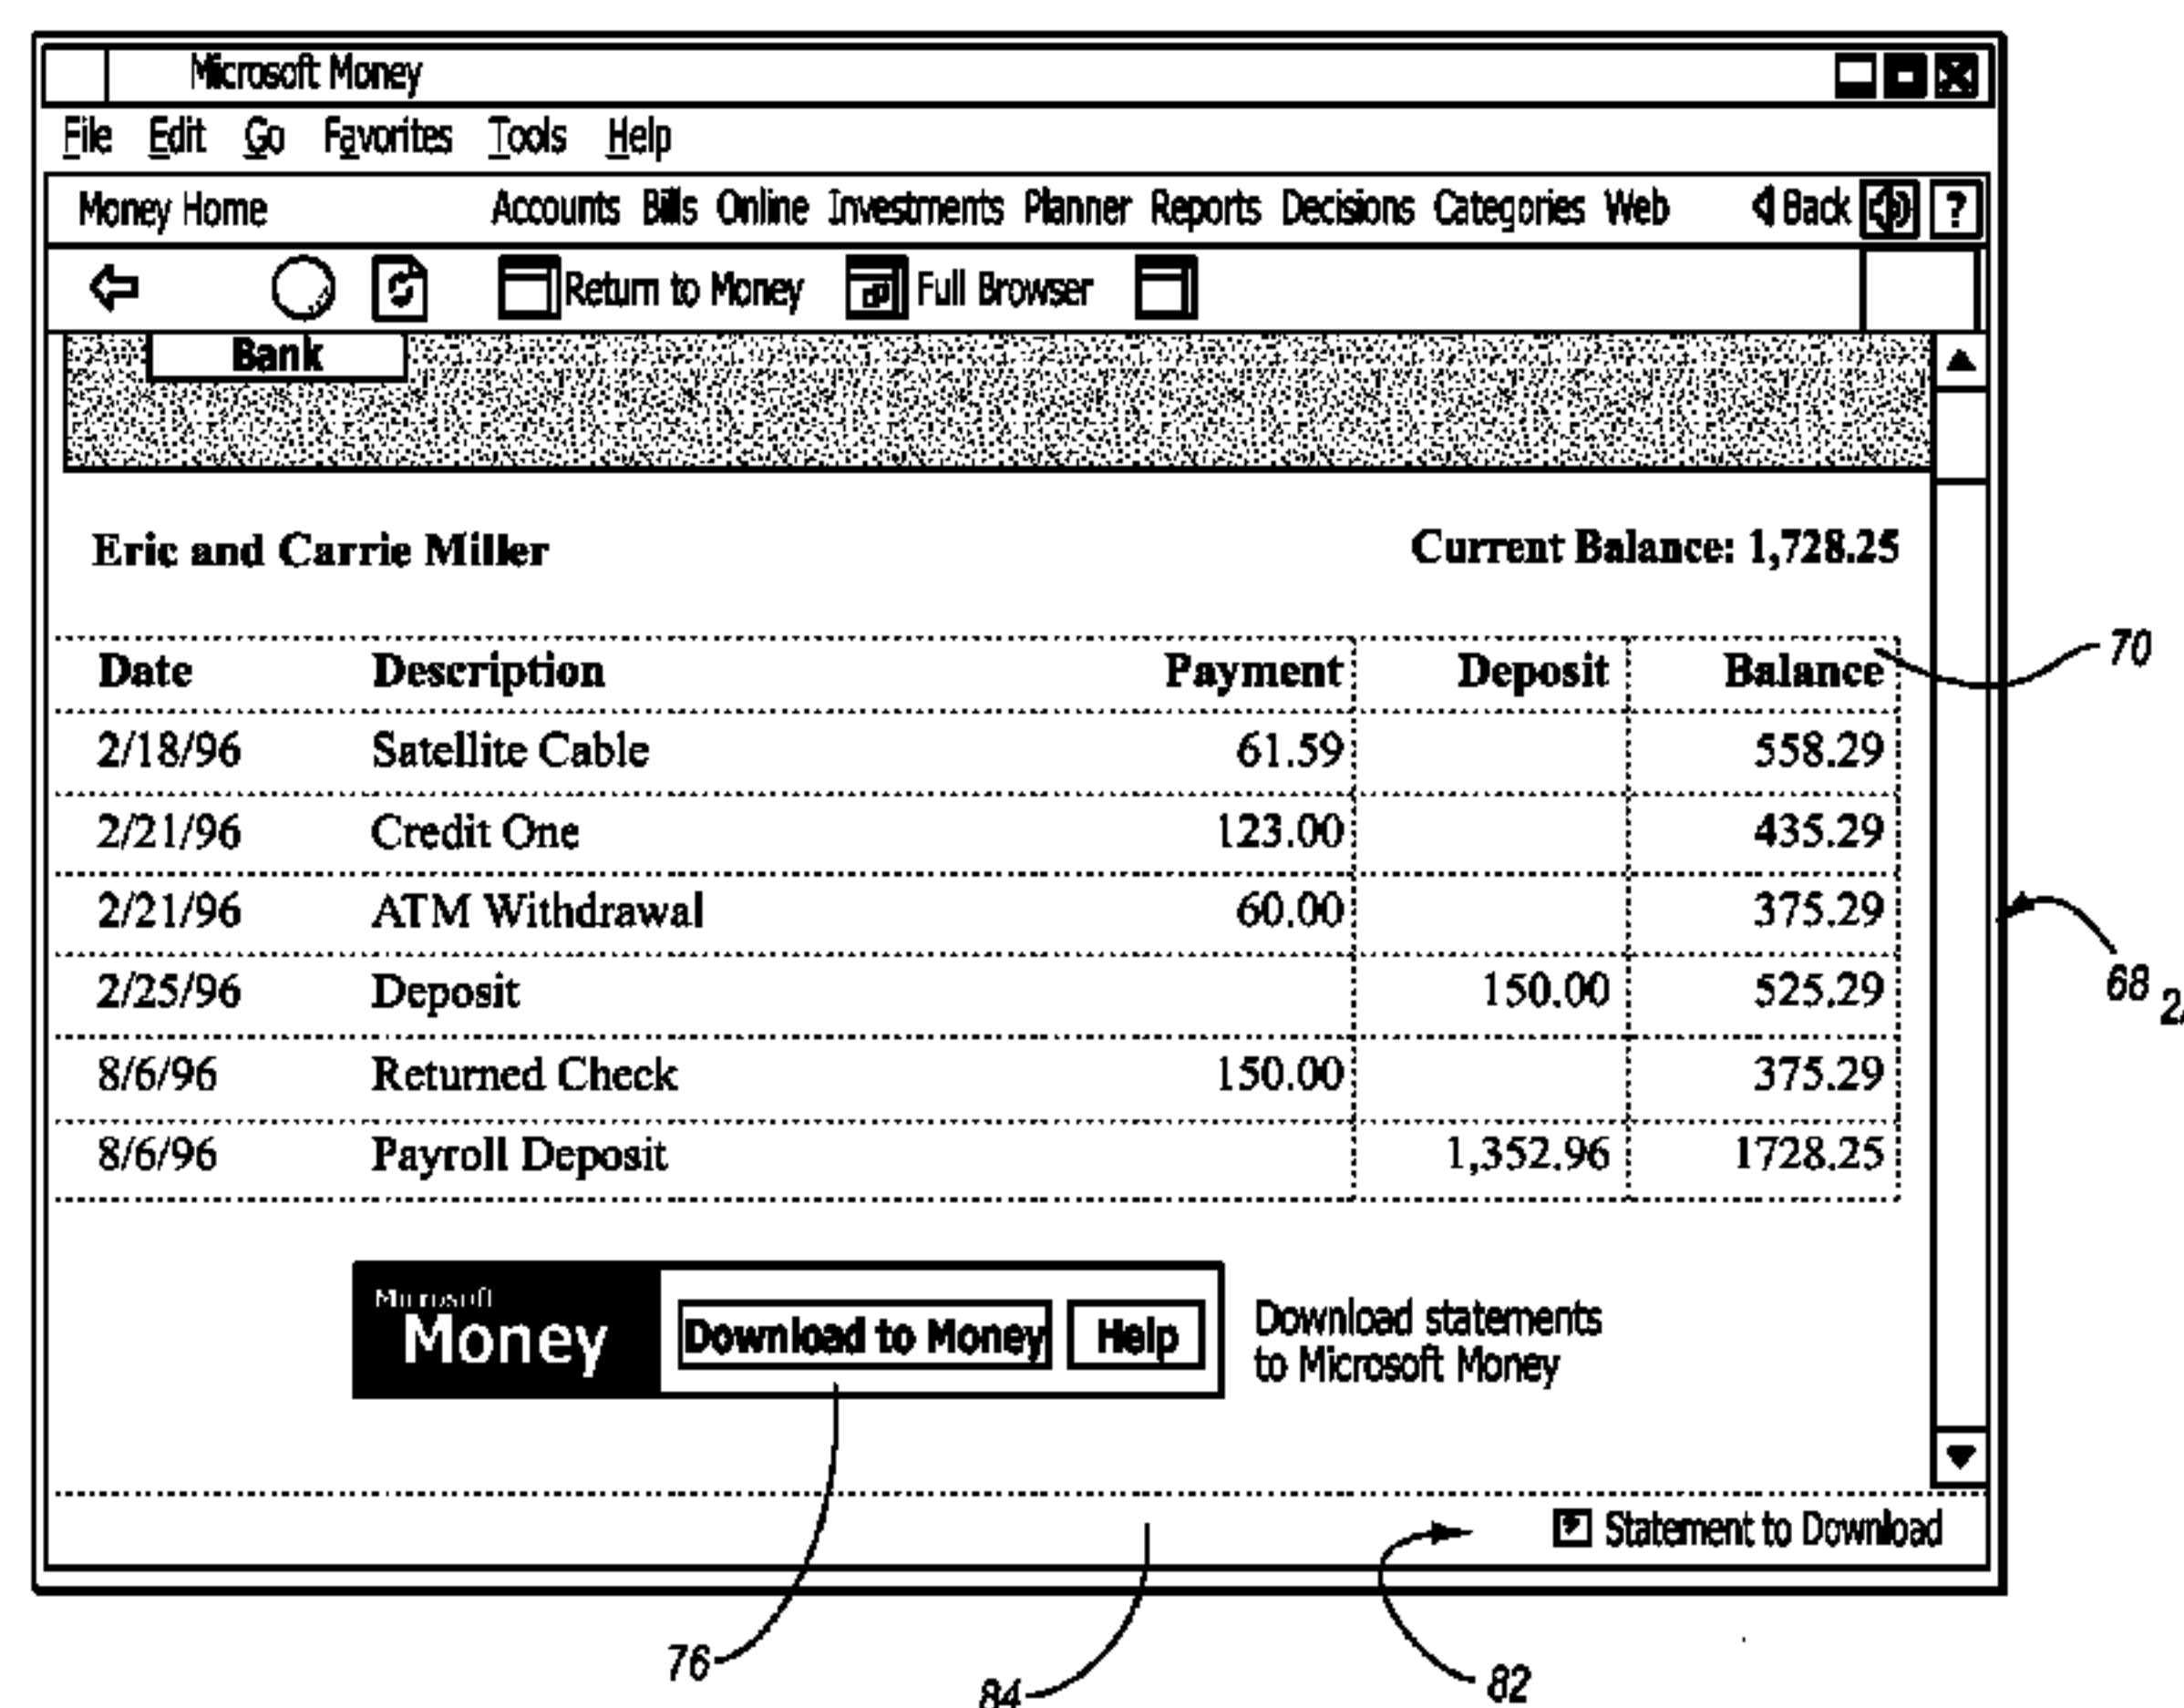 Microsoft Money
File Edit Go Favorites Tools Help
Money Home Accounts Bills Online Investments Planner Reports Decisions Categories Web Back ?
Return to Money Full Browser
Bank
Eric and Carrie Miller Current Balance: 1,728.25
Date Description Payment Deposit Balance
2/18/96 Satellite Cable 61.59 558.29
2/21/96 Credit One 123.00 435.29
2/21/96 ATM Withdrawal 60.00 375.29
2/25/96 Deposit 150.00 525.29
8/6/96 Returned Check 150.00 375.29
8/6/96 Payroll Deposit 1,352.96 1728.25
70
68
Microsoft
Money
Download to Money Help
Download statements
to Microsoft Money
Statement to Download
76
84
82